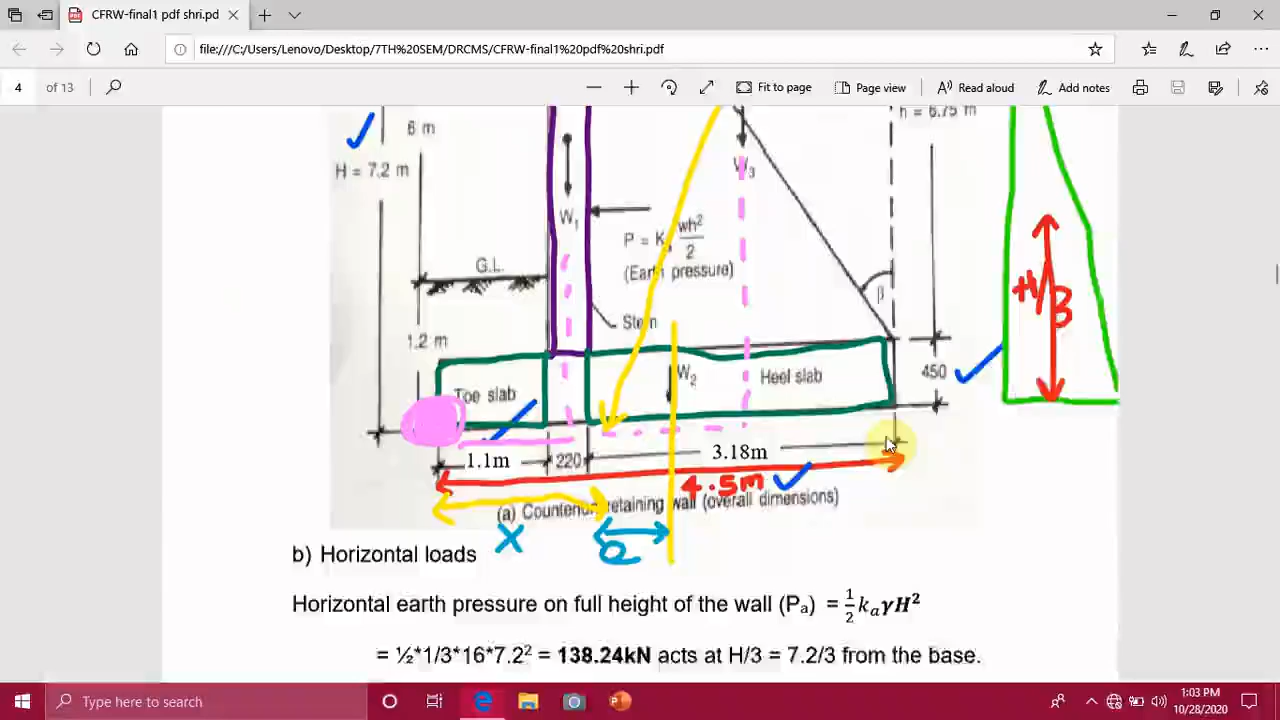 CFRW-final1 pdf shri.pd
file:///C:/Users/Lenovo/Desktop/7TH%20SEM/DRCMS/CFRW-final1%20pdf%20shri.pdf
4 of 13
Fit to page
Page view
Read aloud
Add notes
6 m
h = 6.75 m
H = 7.2 m
W3
W1
P = K wh²/2
(Earth pressure)
H/3
G.L.
β
Stem
1.2 m
W2
Heel slab
450
Toe slab
1.1m
220
3.18m
4.5m
(a) Counterfort retaining wall (overall dimensions)
X
e
b) Horizontal loads
Horizontal earth pressure on full height of the wall (Pa) = 1/2 kaγH²
= ½*1/3*16*7.2² = 138.24kN acts at H/3 = 7.2/3 from the base.
Type here to search
1:03 PM
10/28/2020